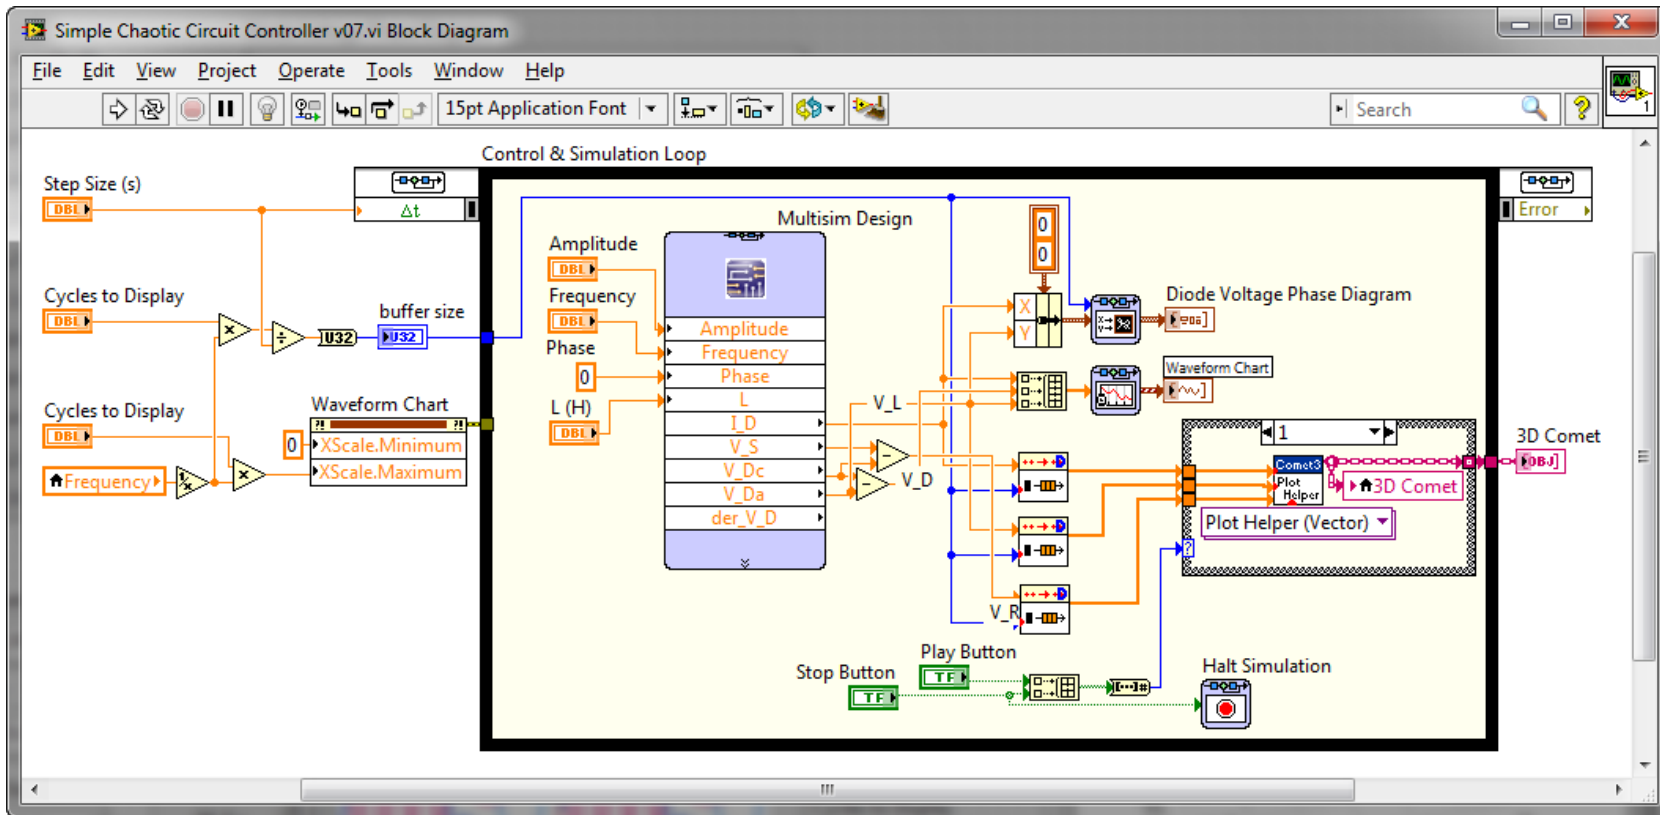 Simple Chaotic Circuit Controller v07.vi Block Diagram
File Edit View Project Operate Tools Window Help
15pt Application Font
Search
?
1
Control & Simulation Loop
Step Size (s)
DBL
Δt
Error
Multisim Design
Amplitude
DBL
0
0
Cycles to Display
DBL
buffer size
U32
U32
Frequency
DBL
X
Y
Diode Voltage Phase Diagram
Phase
0
Amplitude
Frequency
Phase
L
I_D
V_S
V_Dc
V_Da
der_V_D
Waveform Chart
Cycles to Display
DBL
Waveform Chart
L (H)
DBL
V_L
0
XScale.Minimum
XScale.Maximum
Frequency
1/x
V_D
1
3D Comet
OBJ
Comet3
Plot
Helper
3D Comet
Plot Helper (Vector)
?
V_R
Play Button
TF
Stop Button
TF
Halt Simulation